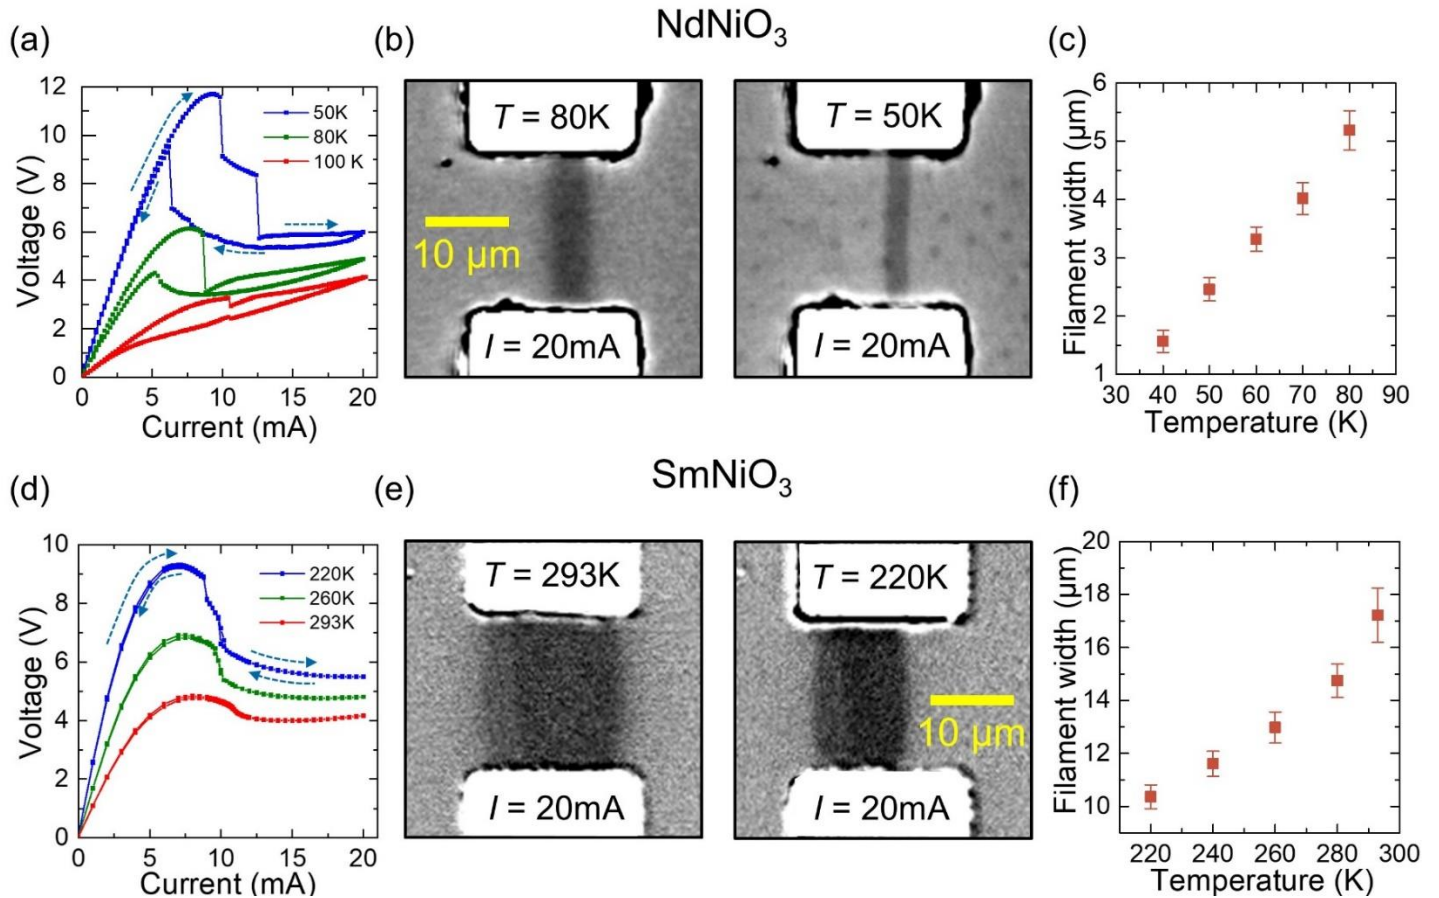 NdNiO3
(a)
12
10
8
6
4
2
0
Voltage (V)
50K
80K
100 K
0 5 10 15 20
Current (mA)
(b)
T = 80K
10 µm
I = 20mA
T = 50K
I = 20mA
(c)
6
5
4
3
2
1
Filament width (µm)
30 40 50 60 70 80 90
Temperature (K)
SmNiO3
(d)
10
8
6
4
2
0
Voltage (V)
220K
260K
293K
0 5 10 15 20
Current (mA)
(e)
T = 293K
I = 20mA
T = 220K
10 µm
I = 20mA
(f)
20
18
16
14
12
10
Filament width (µm)
220 240 260 280 300
Temperature (K)